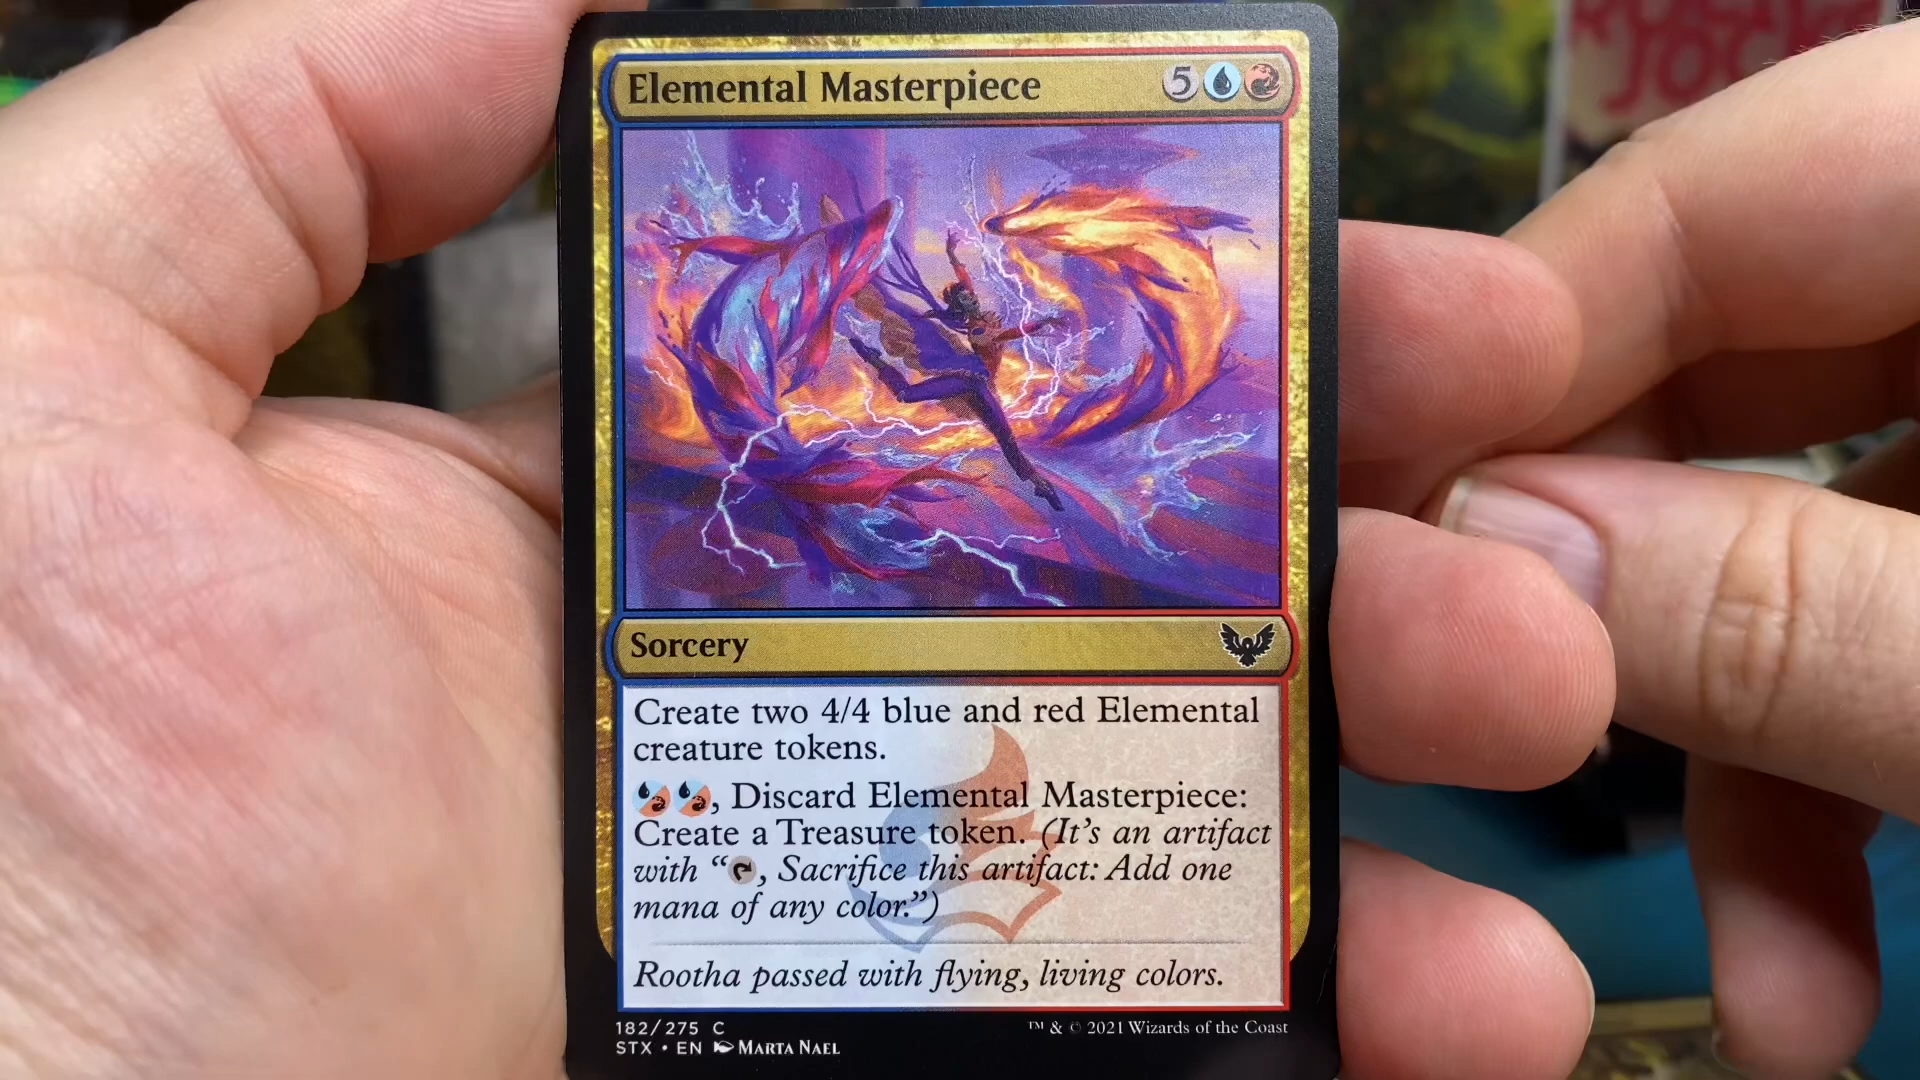 Elemental Masterpiece 5
Sorcery
Create two 4/4 blue and red Elemental
creature tokens.
, Discard Elemental Masterpiece:
Create a Treasure token. (It's an artifact
with “, Sacrifice this artifact: Add one
mana of any color.”)
Rootha passed with flying, living colors.
182/275 C
™ & © 2021 Wizards of the Coast
STX • EN Marta Nael